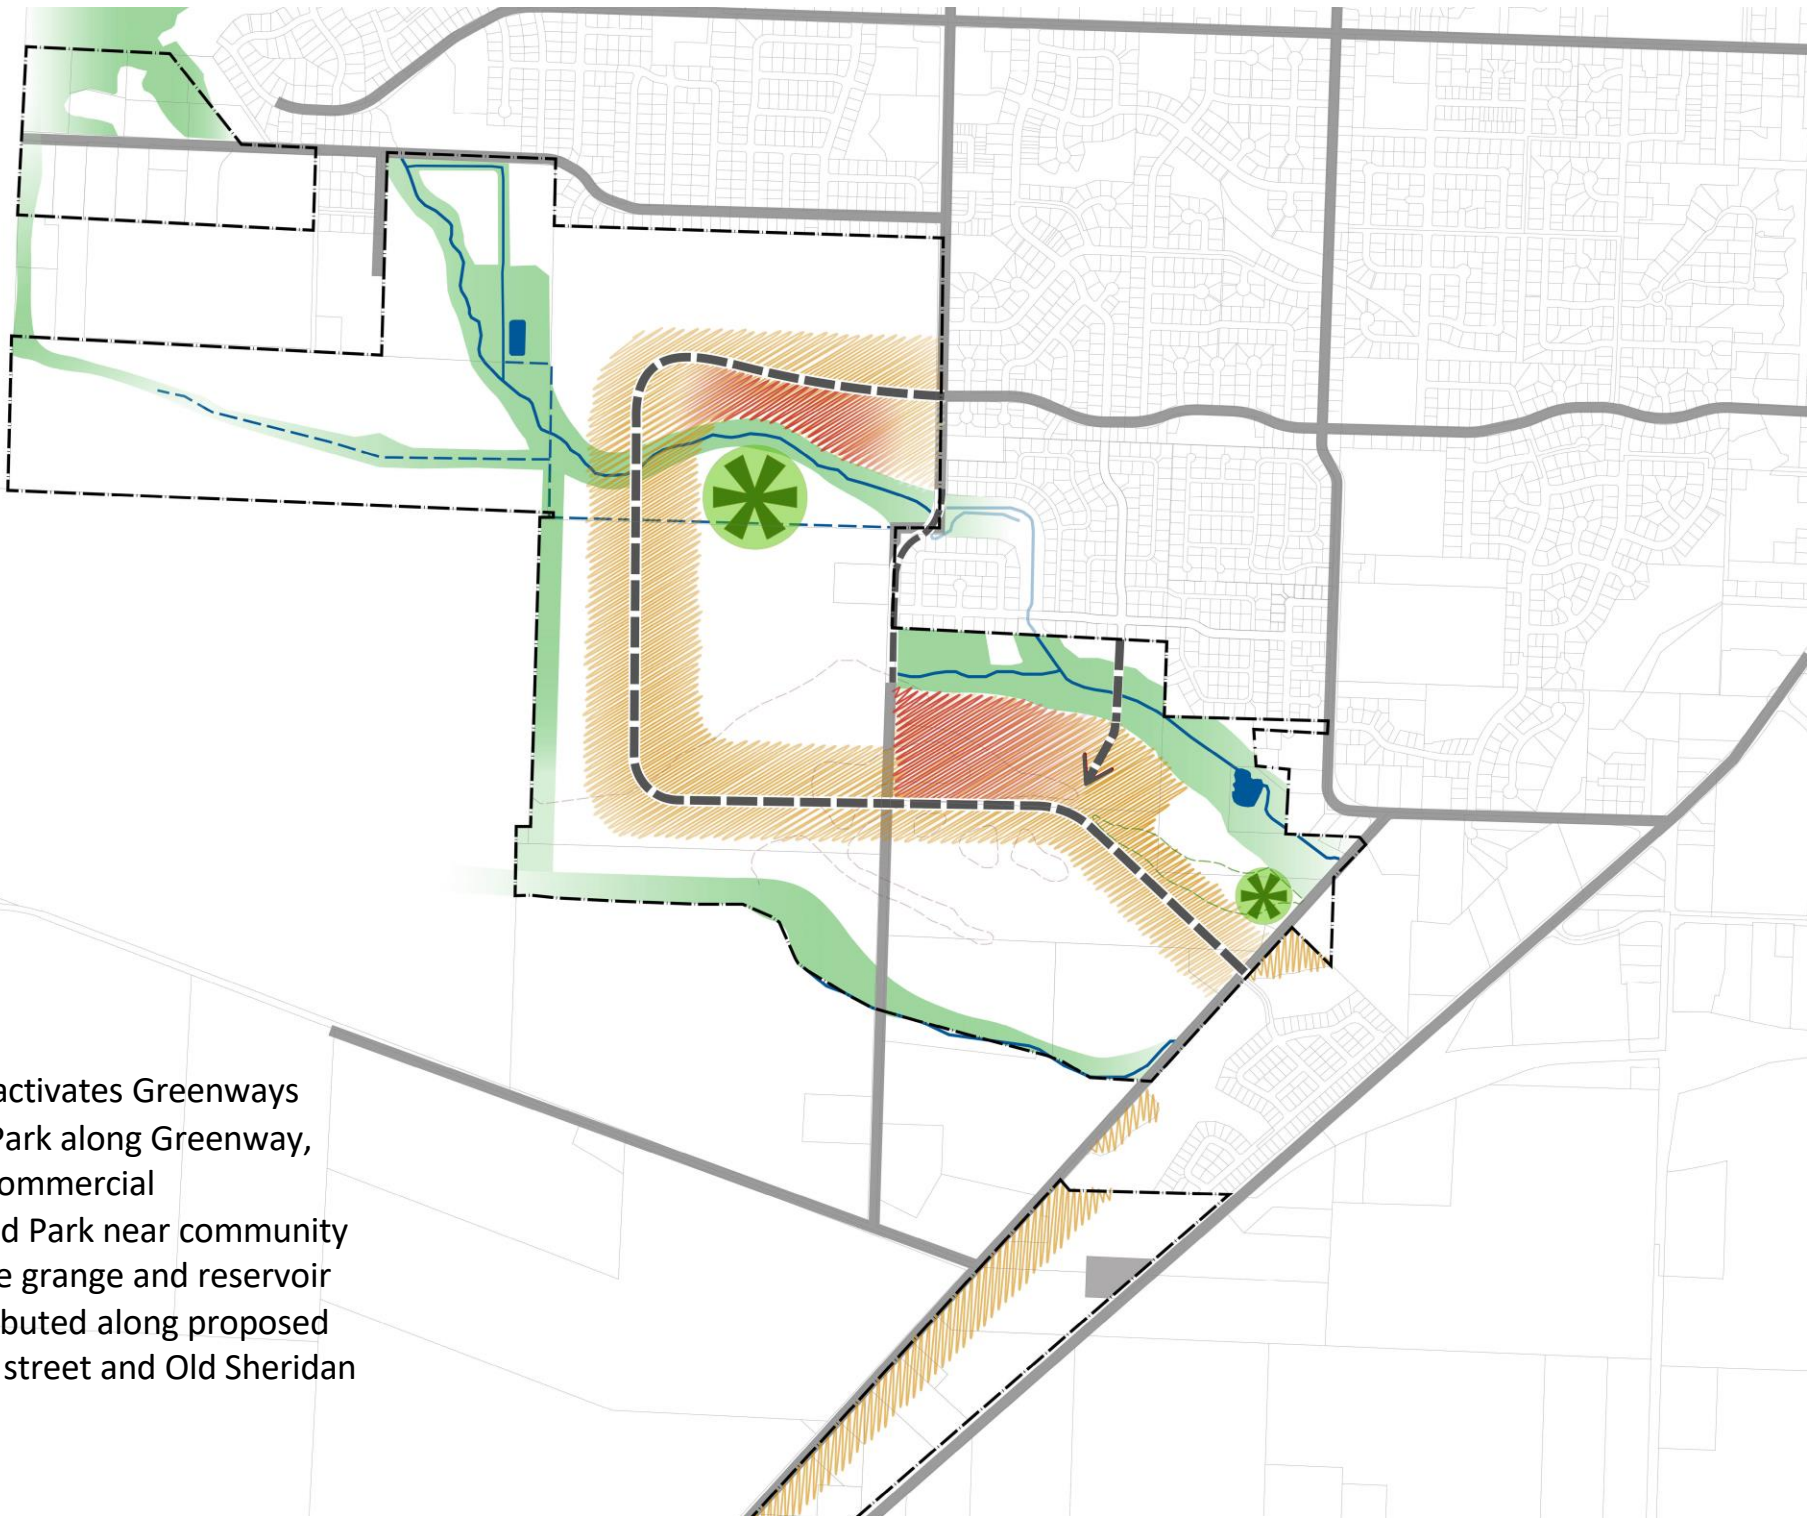 activates Greenways
Park along Greenway,
ommercial
d Park near community
e grange and reservoir
buted along proposed
street and Old Sheridan